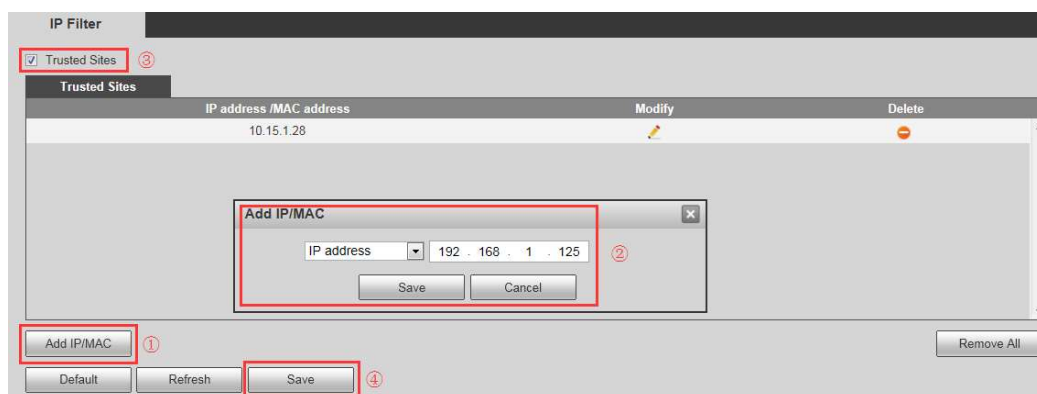 IP Filter
Trusted Sites ③
Trusted Sites
IP address /MAC address Modify Delete
10.15.1.28
Add IP/MAC
IP address 192 . 168 . 1 . 125 ②
Save Cancel
Add IP/MAC ① Remove All
Default Refresh Save ④